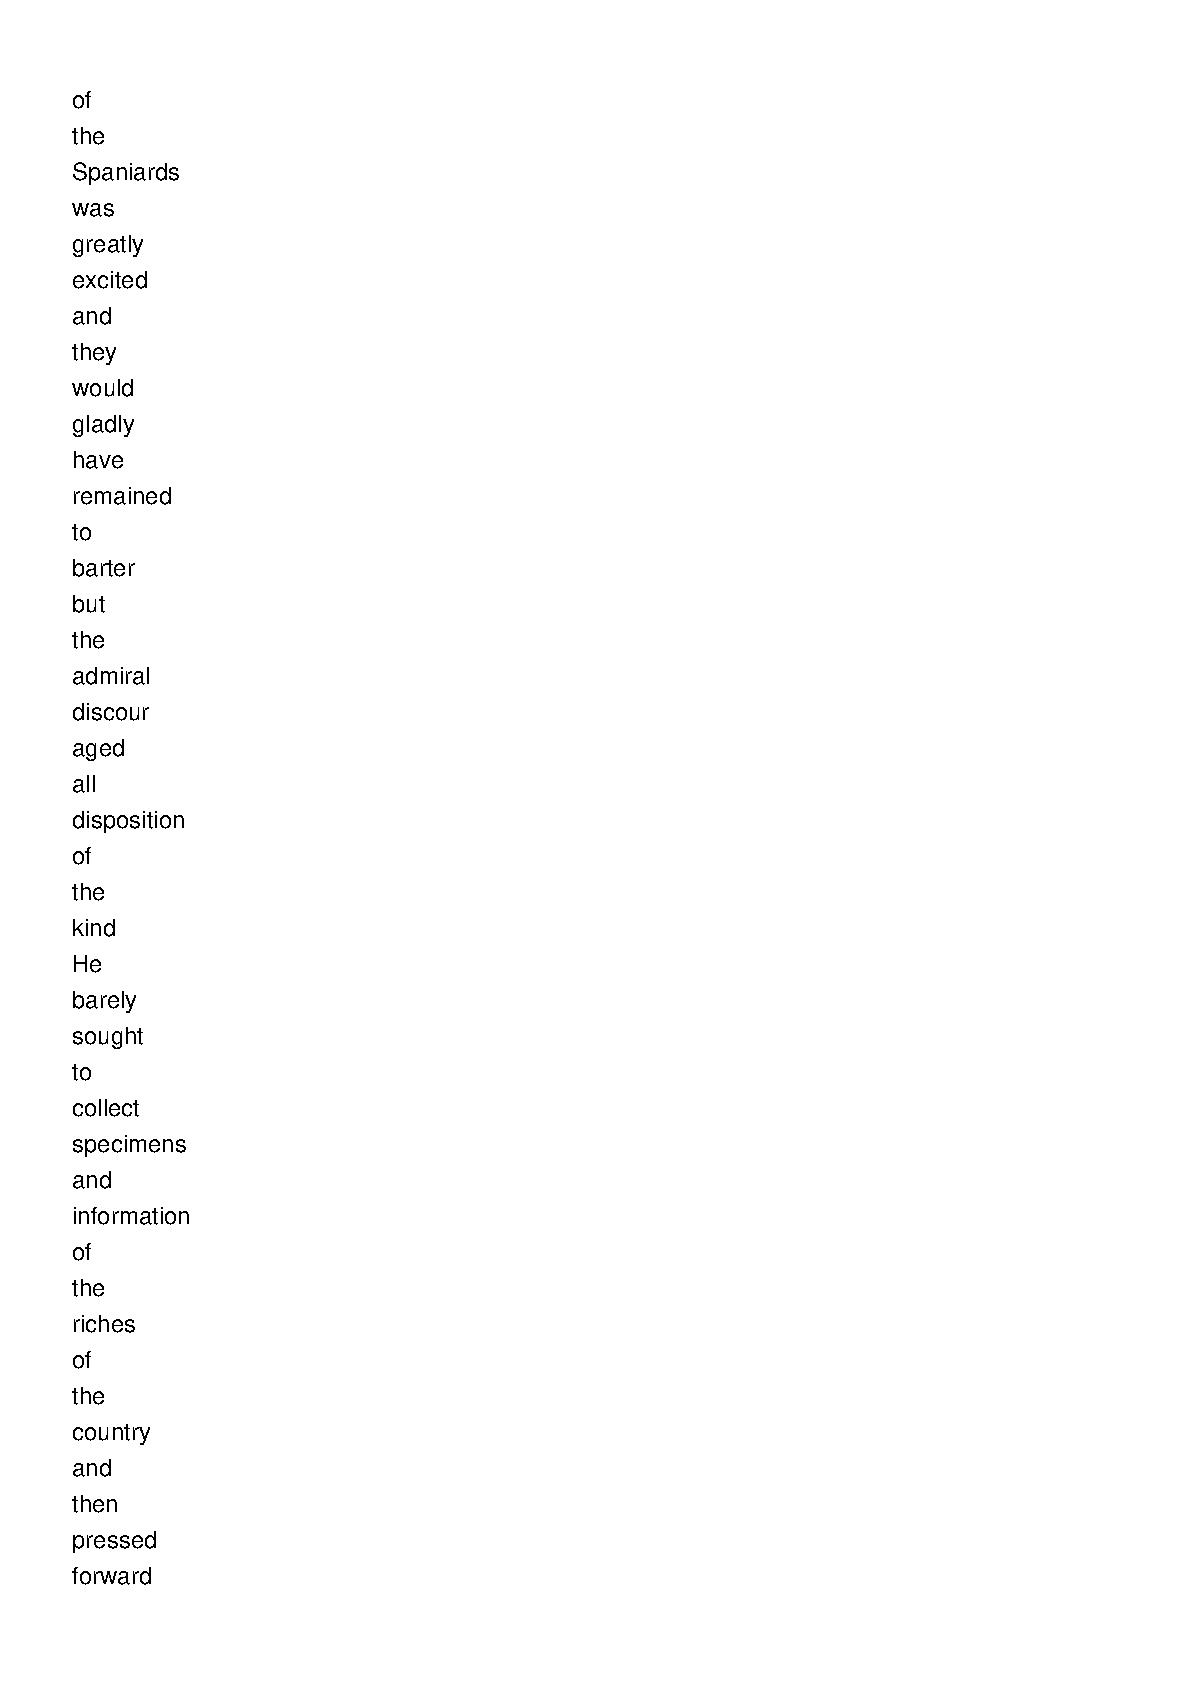 of
the
Spaniards
was
greatly
excited
and
they
would
gladly
have
remained
to
barter
but
the
admiral
discour
aged
all
disposition
of
the
kind
He
barely
sought
to
collect
specimens
and
information
of
the
riches
of
the
country
and
then
pressed
forward